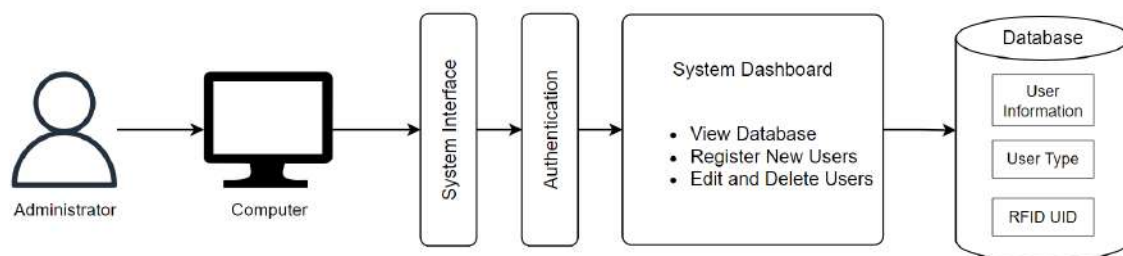 Administrator
Computer
System Interface
Authentication
System Dashboard
• View Database
• Register New Users
• Edit and Delete Users
Database
User
Information
User Type
RFID UID